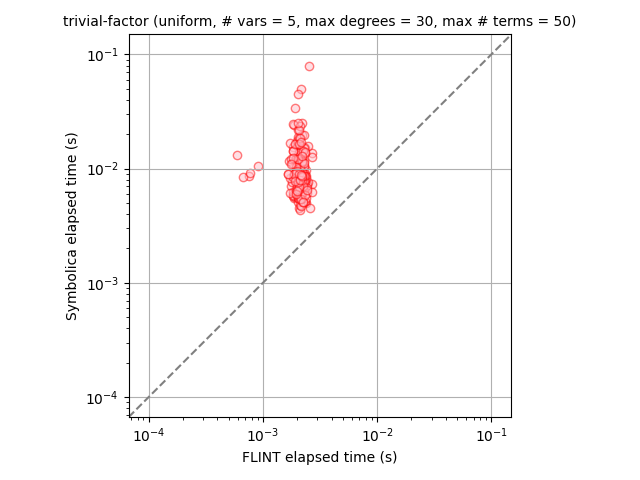 trivial-factor (uniform, # vars = 5, max degrees = 30, max # terms = 50)
Symbolica elapsed time (s)
10⁻¹
10⁻²
10⁻³
10⁻⁴
10⁻⁴ 10⁻³ 10⁻² 10⁻¹
FLINT elapsed time (s)